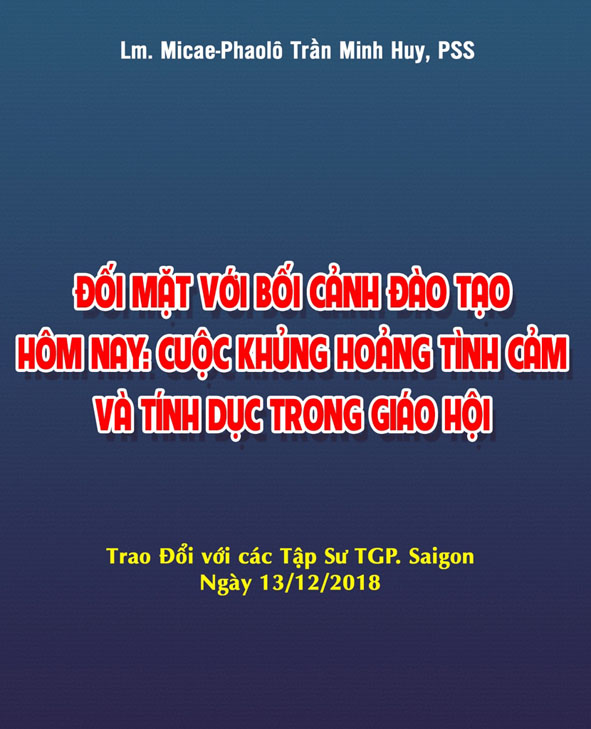 Lm. Micae-Phaolô Trần Minh Huy, PSS
ĐỐI MẶT VỚI BỐI CẢNH ĐÀO TẠO
HÔM NAY: CUỘC KHỦNG HOẢNG TÌNH CẢM
VÀ TÍNH DỤC TRONG GIÁO HỘI
Trao Đổi với các Tập Sư TGP. Saigon
Ngày 13/12/2018